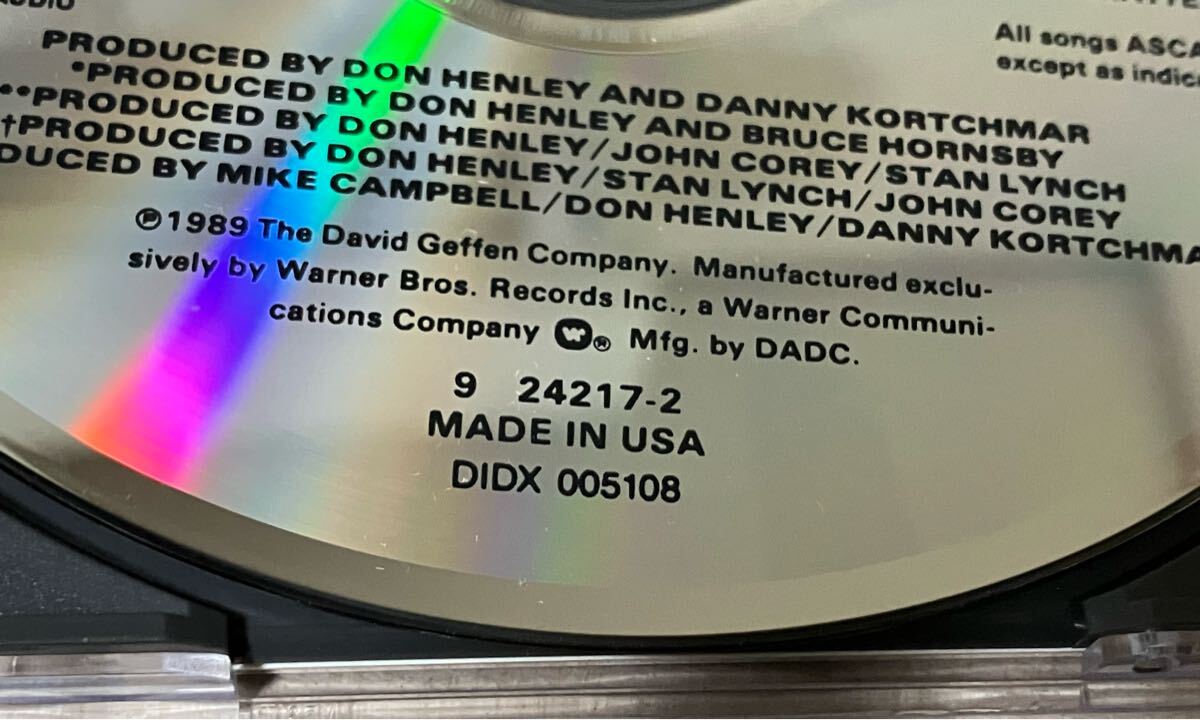 AUDIO
All songs ASCA
except as indic
PRODUCED BY DON HENLEY AND DANNY KORTCHMAR
*PRODUCED BY DON HENLEY AND BRUCE HORNSBY
**PRODUCED BY DON HENLEY/JOHN COREY/STAN LYNCH
†PRODUCED BY DON HENLEY/STAN LYNCH/JOHN COREY
DUCED BY MIKE CAMPBELL/DON HENLEY/DANNY KORTCHMA
℗1989 The David Geffen Company. Manufactured exclu-
sively by Warner Bros. Records Inc., a Warner Communi-
cations Company W® Mfg. by DADC.
9 24217-2
MADE IN USA
DIDX 005108